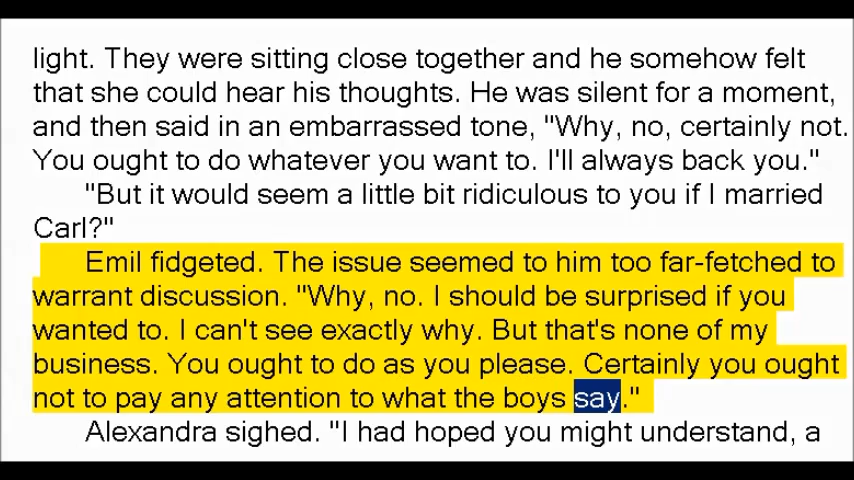 light. They were sitting close together and he somehow felt
that she could hear his thoughts. He was silent for a moment,
and then said in an embarrassed tone, "Why, no, certainly not.
You ought to do whatever you want to. I'll always back you."
"But it would seem a little bit ridiculous to you if I married
Carl?"
Emil fidgeted. The issue seemed to him too far-fetched to
warrant discussion. "Why, no. I should be surprised if you
wanted to. I can't see exactly why. But that's none of my
business. You ought to do as you please. Certainly you ought
not to pay any attention to what the boys say."
Alexandra sighed. "I had hoped you might understand, a